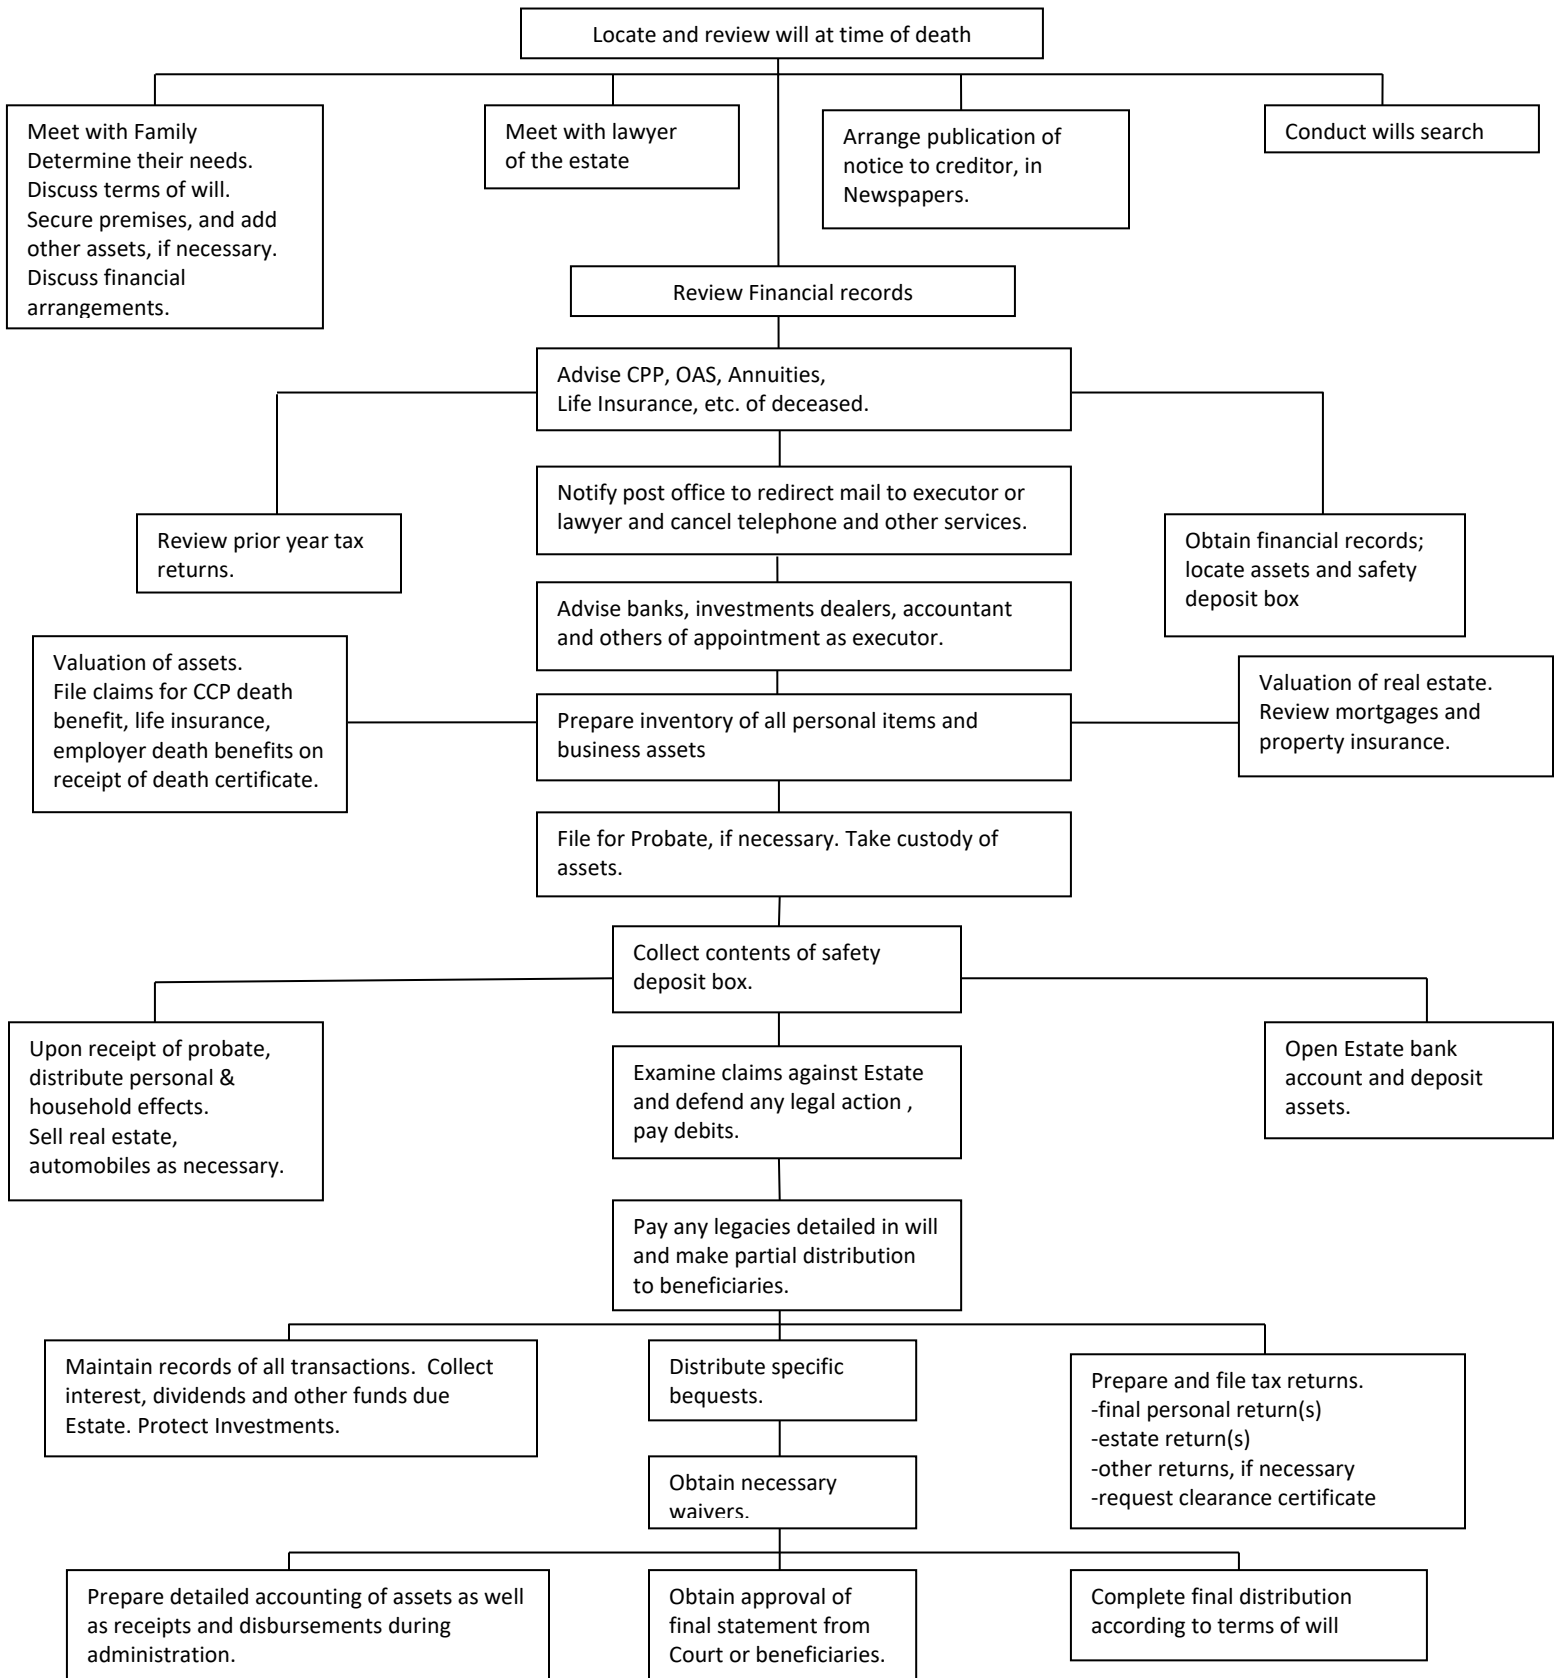 Locate and review will at time of death
Meet with Family
Determine their needs.
Discuss terms of will.
Secure premises, and add
other assets, if necessary.
Discuss financial
arrangements.
Meet with lawyer
of the estate
Arrange publication of
notice to creditor, in
Newspapers.
Conduct wills search
Review Financial records
Advise CPP, OAS, Annuities,
Life Insurance, etc. of deceased.
Notify post office to redirect mail to executor or
lawyer and cancel telephone and other services.
Review prior year tax
returns.
Obtain financial records;
locate assets and safety
deposit box
Advise banks, investments dealers, accountant
and others of appointment as executor.
Valuation of assets.
File claims for CCP death
benefit, life insurance,
employer death benefits on
receipt of death certificate.
Prepare inventory of all personal items and
business assets
Valuation of real estate.
Review mortgages and
property insurance.
File for Probate, if necessary. Take custody of
assets.
Collect contents of safety
deposit box.
Upon receipt of probate,
distribute personal &
household effects.
Sell real estate,
automobiles as necessary.
Examine claims against Estate
and defend any legal action ,
pay debits.
Open Estate bank
account and deposit
assets.
Pay any legacies detailed in will
and make partial distribution
to beneficiaries.
Maintain records of all transactions.  Collect
interest, dividends and other funds due
Estate. Protect Investments.
Distribute specific
bequests.
Prepare and file tax returns.
-final personal return(s)
-estate return(s)
-other returns, if necessary
-request clearance certificate
Obtain necessary
waivers.
Prepare detailed accounting of assets as well
as receipts and disbursements during
administration.
Obtain approval of
final statement from
Court or beneficiaries.
Complete final distribution
according to terms of will